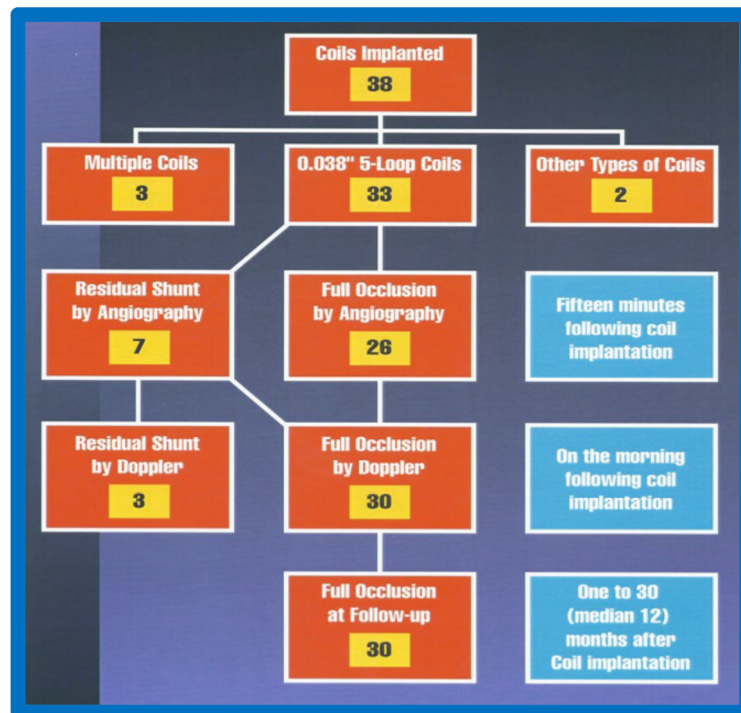 Coils Implanted
38
Multiple Coils
3
0.038" 5-Loop Coils
33
Other Types of Coils
2
Residual Shunt
by Angiography
7
Full Occlusion
by Angiography
26
Fifteen minutes
following coil
implantation
Residual Shunt
by Doppler
3
Full Occlusion
by Doppler
30
On the morning
following coil
implantation
Full Occlusion
at Follow-up
30
One to 30
(median 12)
months after
Coil implantation